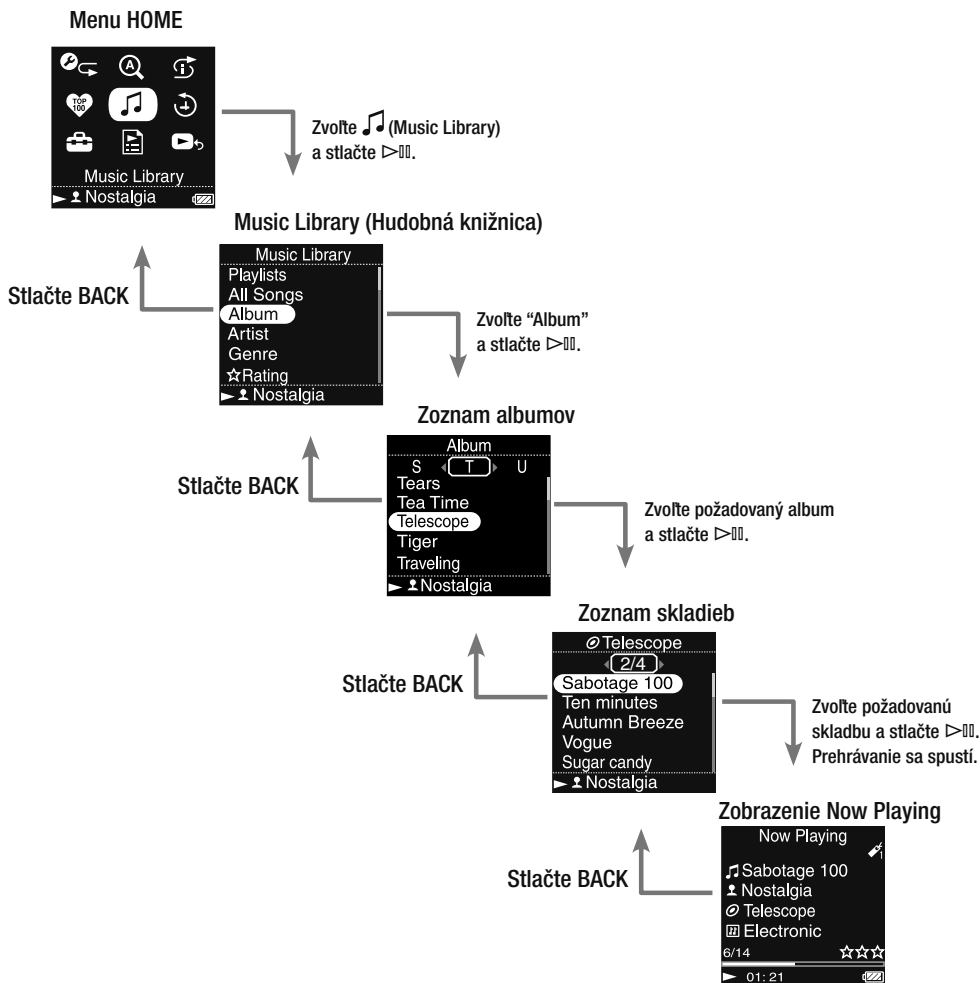 Menu HOME
TOP
100
Music Library
Nostalgia
Zvoľte (Music Library)
a stlačte
Music Library (Hudobná knižnica)
Stlačte BACK
Music Library
Playlists
All Songs
Album
Artist
Genre
☆Rating
Nostalgia
Zvoľte “Album”
a stlačte
Zoznam albumov
Stlačte BACK
Album
S T U
Tears
Tea Time
Telescope
Tiger
Traveling
Nostalgia
Zvoľte požadovaný album
a stlačte
Zoznam skladieb
Stlačte BACK
Telescope
2/4
Sabotage 100
Ten minutes
Autumn Breeze
Vogue
Sugar candy
Nostalgia
Zvoľte požadovanú
skladbu a stlačte .
Prehrávanie sa spustí.
Zobrazenie Now Playing
Stlačte BACK
Now Playing
1
Sabotage 100
Nostalgia
Telescope
Electronic
6/14 ☆☆☆
01:21